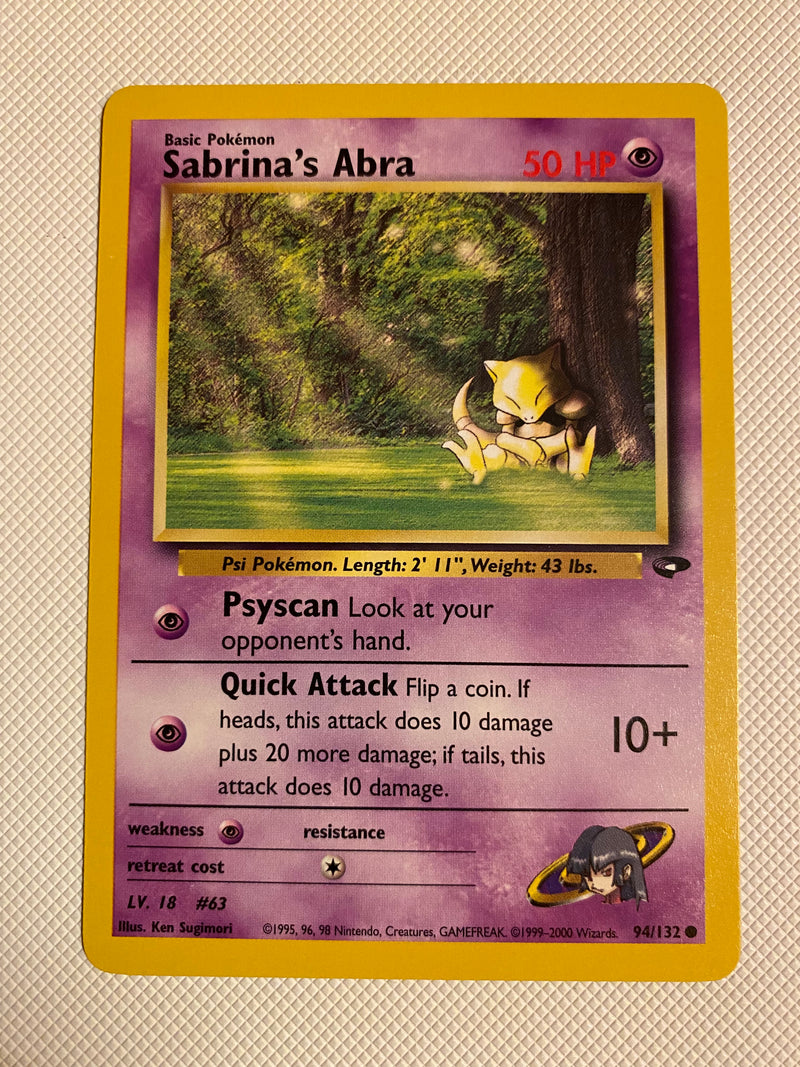 Basic Pokémon
Sabrina's Abra 50 HP
Psi Pokémon. Length: 2' 11", Weight: 43 lbs.
Psyscan Look at your
opponent's hand.
Quick Attack Flip a coin. If
heads, this attack does 10 damage
plus 20 more damage; if tails, this
attack does 10 damage.
10+
weakness resistance
retreat cost
LV. 18 #63
Illus. Ken Sugimori ©1995, 96, 98 Nintendo, Creatures, GAMEFREAK. ©1999–2000 Wizards. 94/132